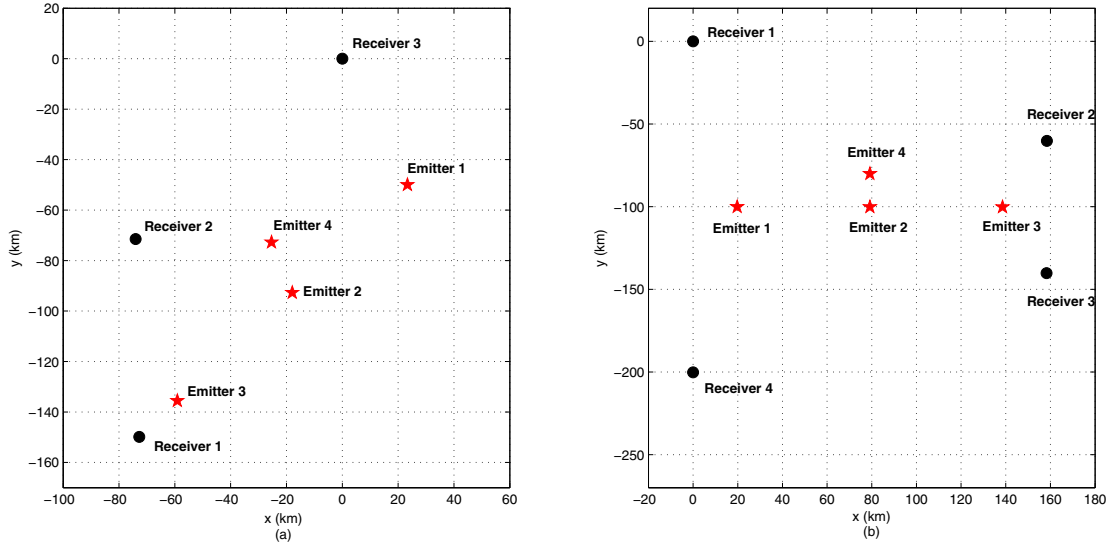 20
0
−20
−40
−60
−80
−100
−120
−140
−160
y (km)
Receiver 3
Emitter 1
Receiver 2
Emitter 4
Emitter 2
Emitter 3
Receiver 1
−100 −80 −60 −40 −20 0 20 40 60
x (km)
(a)
0
−50
−100
−150
−200
−250
y (km)
Receiver 1
Receiver 2
Emitter 4
Emitter 1 Emitter 2 Emitter 3
Receiver 3
Receiver 4
−20 0 20 40 60 80 100 120 140 160 180
x (km)
(b)